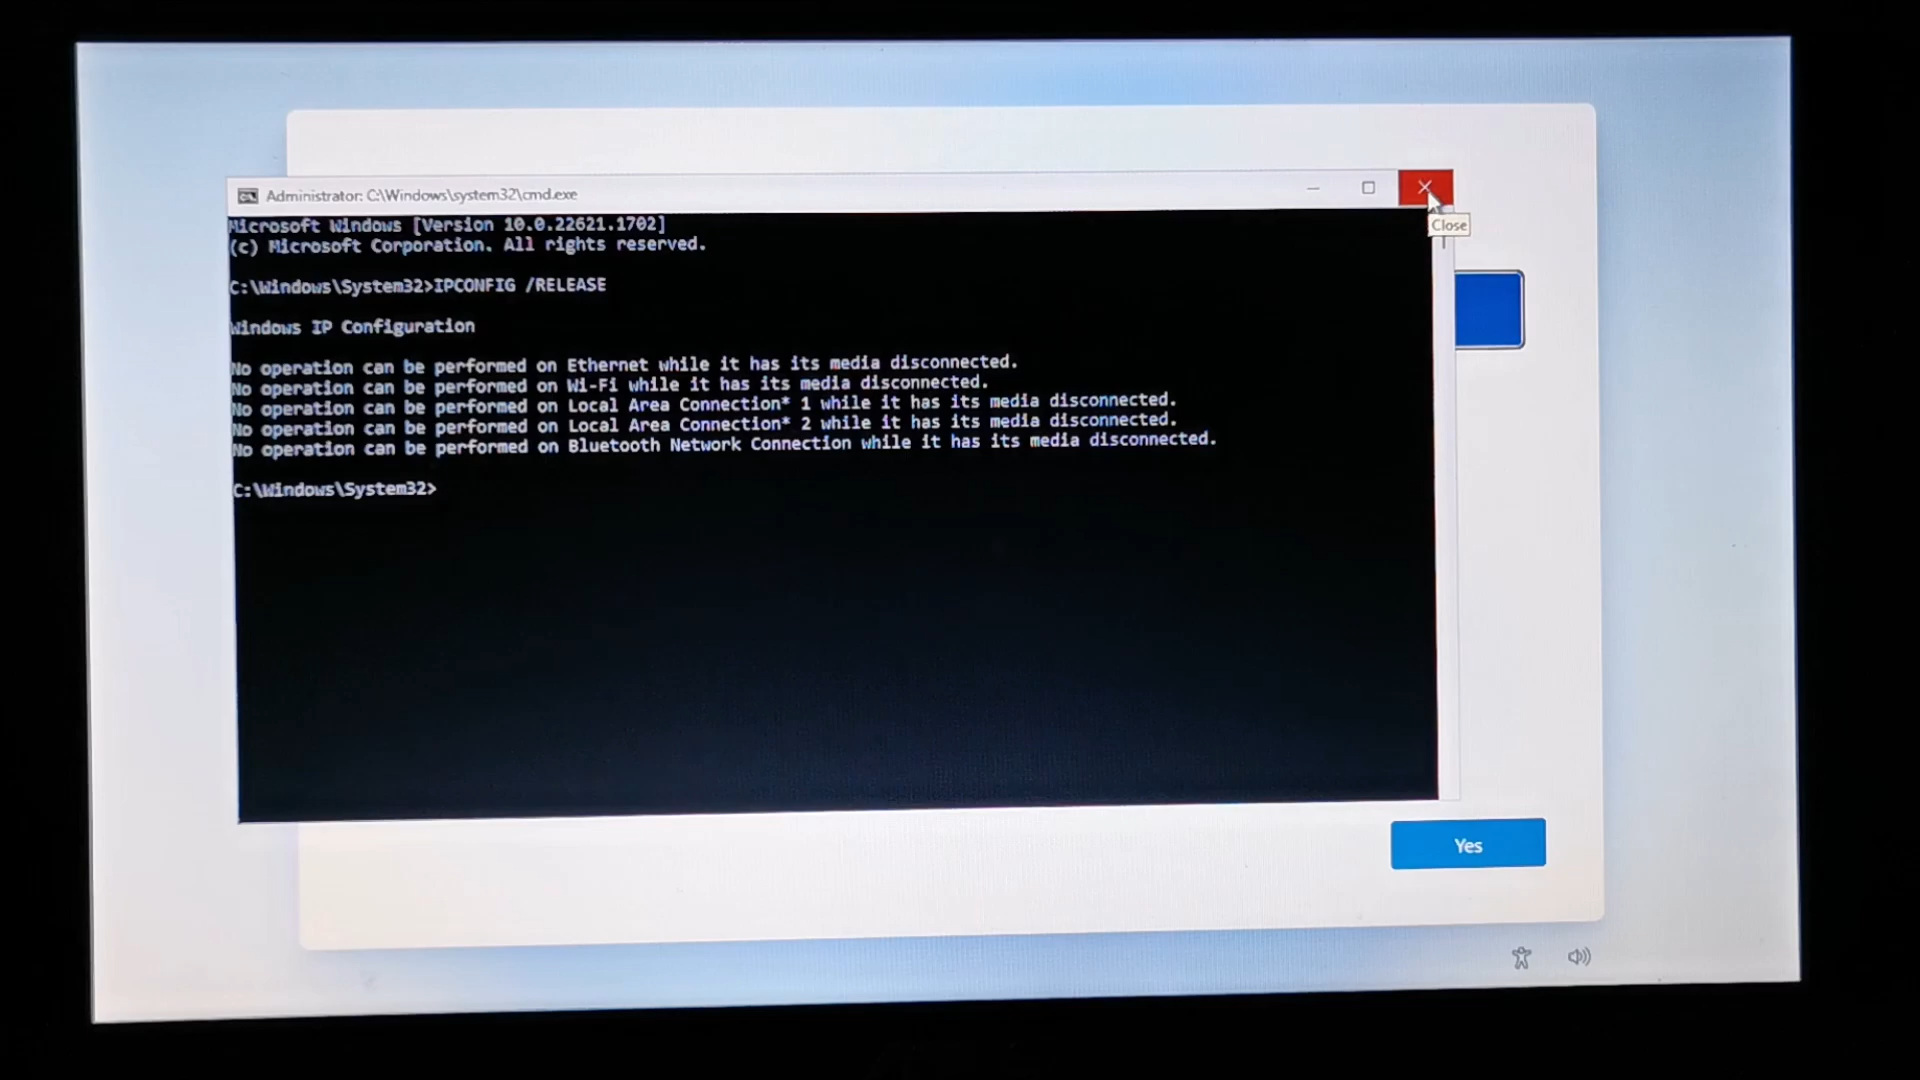 Administrator: C:\Windows\system32\cmd.exe
Close
Microsoft Windows [Version 10.0.22621.1702]
(c) Microsoft Corporation. All rights reserved.
C:\Windows\System32>IPCONFIG /RELEASE
Windows IP Configuration
No operation can be performed on Ethernet while it has its media disconnected.
No operation can be performed on Wi-Fi while it has its media disconnected.
No operation can be performed on Local Area Connection* 1 while it has its media disconnected.
No operation can be performed on Local Area Connection* 2 while it has its media disconnected.
No operation can be performed on Bluetooth Network Connection while it has its media disconnected.
C:\Windows\System32>
Yes